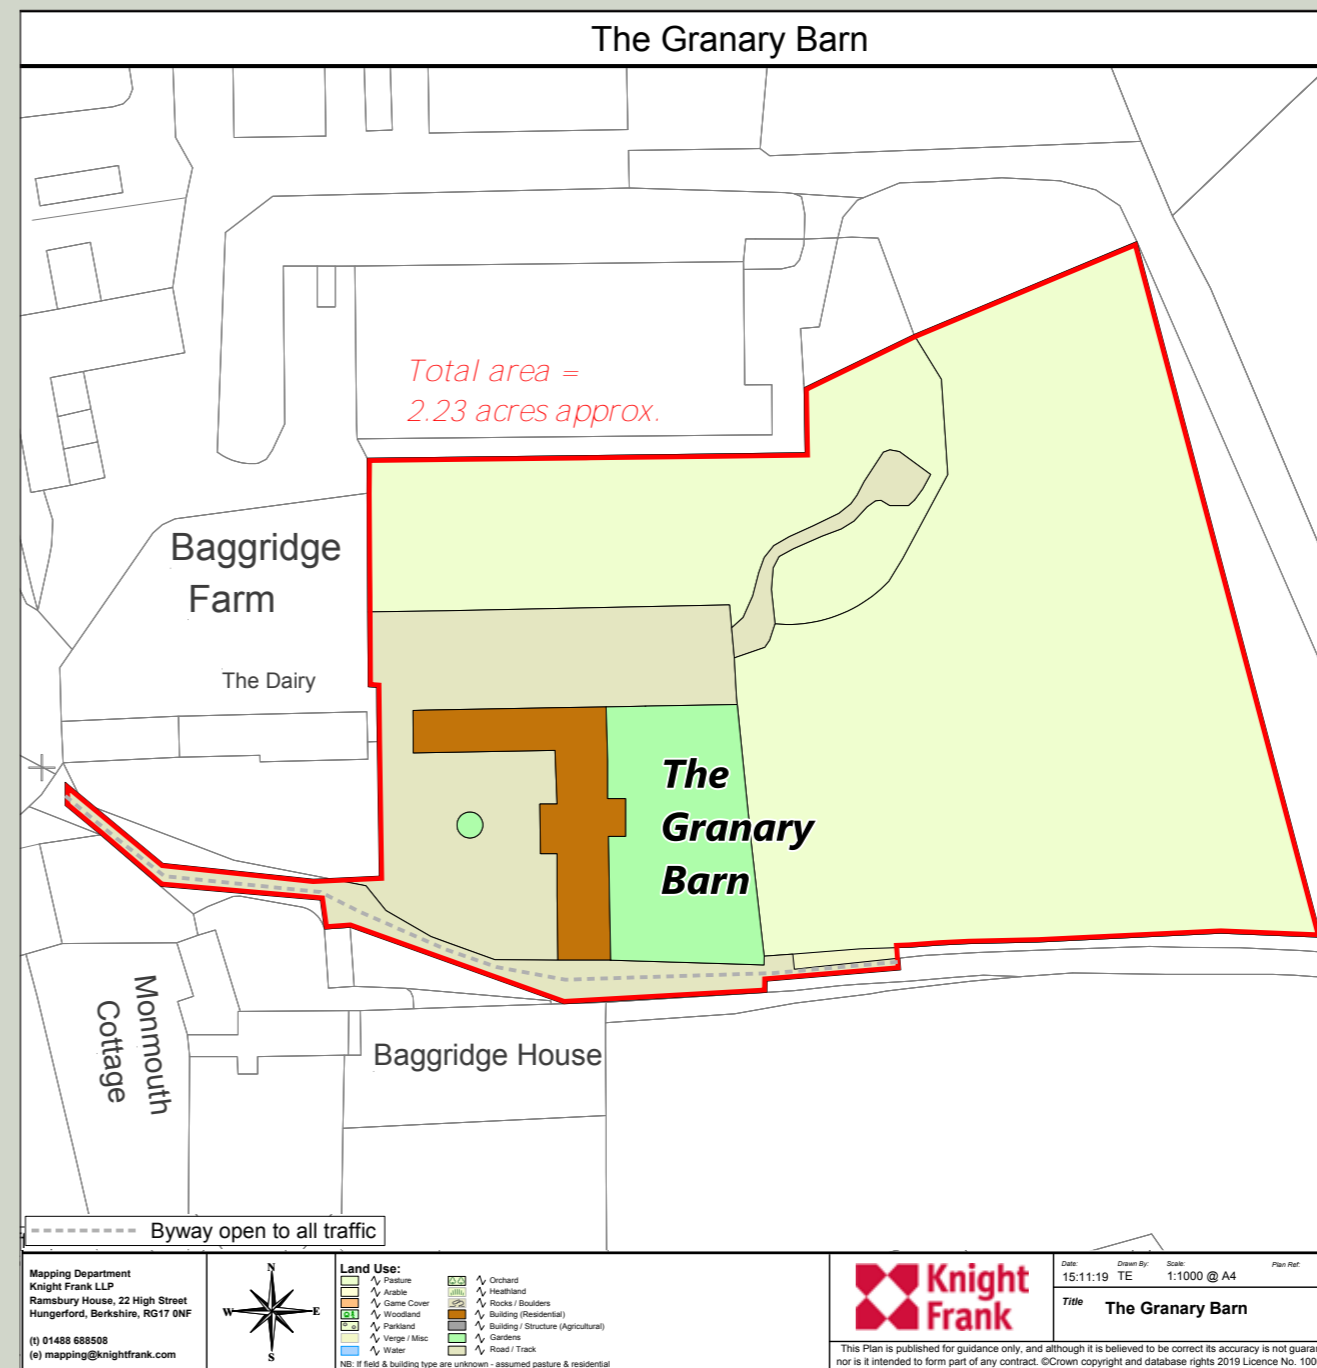 The Granary Barn
Total area =
2.23 acres approx.
Baggridge
Farm
The Dairy
The
Granary
Barn
Monmouth
Cottage
Baggridge House
Byway open to all traffic
Mapping Department
Knight Frank LLP
Ramsbury House, 22 High Street
Hungerford, Berkshire, RG17 0NF
(t) 01488 688508
(e) mapping@knightfrank.com
N
W
E
S
Land Use:
Pasture
Arable
Game Cover
Woodland
Parkland
Verge / Misc
Water
Orchard
Heathland
Rocks / Boulders
Building (Residential)
Building / Structure (Agricultural)
Gardens
Road / Track
NB: If field & building type are unknown - assumed pasture & residential
Knight
Frank
Date: Drawn By: Scale: Plan Ref:
15:11:19 TE 1:1000 @ A4
Title The Granary Barn
This Plan is published for guidance only, and although it is believed to be correct its accuracy is not
nor is it intended to form part of any contract. ©Crown copyright and database rights 2019 Licence No.